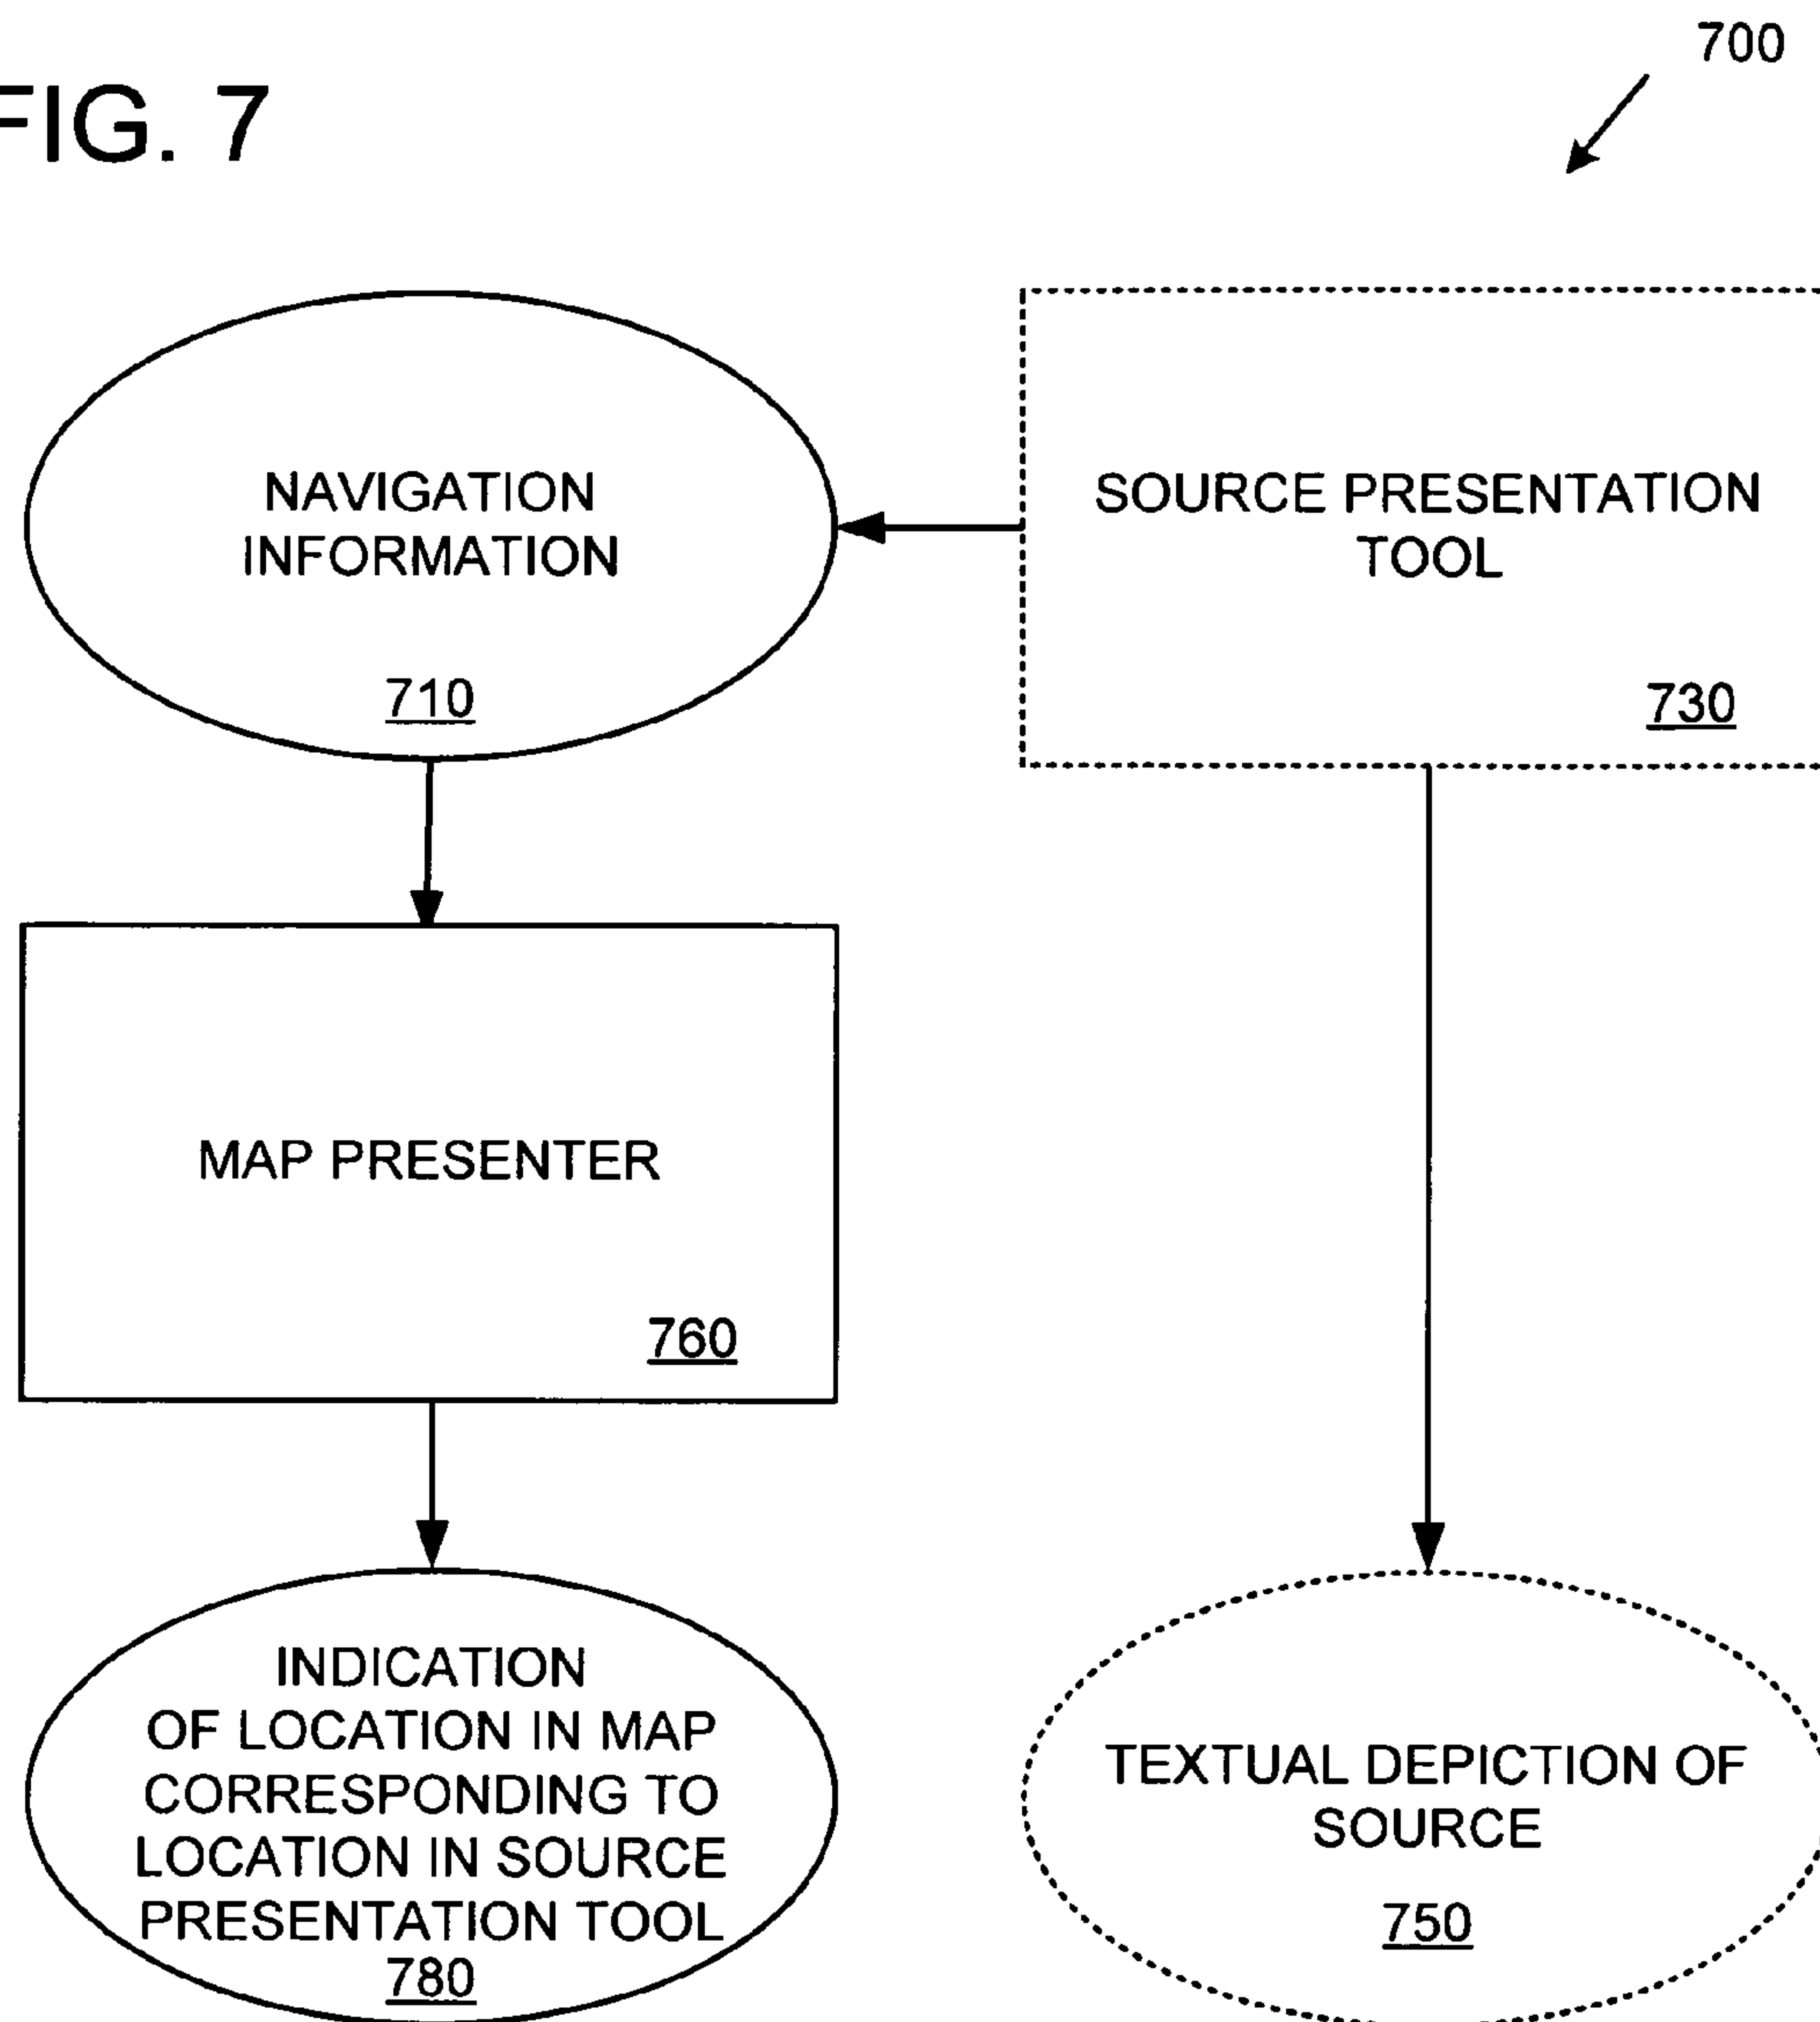 700
FIG. 7
NAVIGATION
INFORMATION
710
SOURCE PRESENTATION
TOOL
730
MAP PRESENTER
760
INDICATION
OF LOCATION IN MAP
CORRESPONDING TO
LOCATION IN SOURCE
PRESENTATION TOOL
780
TEXTUAL DEPICTION OF
SOURCE
750